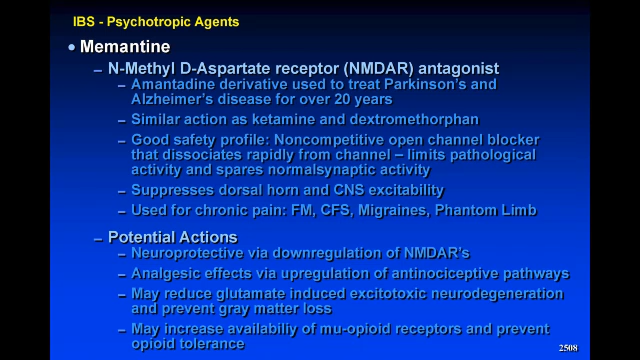 IBS - Psychotropic Agents
• Memantine
– N-Methyl D-Aspartate receptor (NMDAR) antagonist
– Amantadine derivative used to treat Parkinson's and
Alzheimer's disease for over 20 years
– Similar action as ketamine and dextromethorphan
– Good safety profile: Noncompetitive open channel blocker
that dissociates rapidly from channel – limits pathological
activity and spares normalsynaptic activity
– Suppresses dorsal horn and CNS excitability
– Used for chronic pain: FM, CFS, Migraines, Phantom Limb
– Potential Actions
– Neuroprotective via downregulation of NMDAR's
– Analgesic effects via upregulation of antinociceptive pathways
– May reduce glutamate induced excitotoxic neurodegeneration
and prevent gray matter loss
– May increase availabiliy of mu-opioid receptors and prevent
opioid tolerance
2508